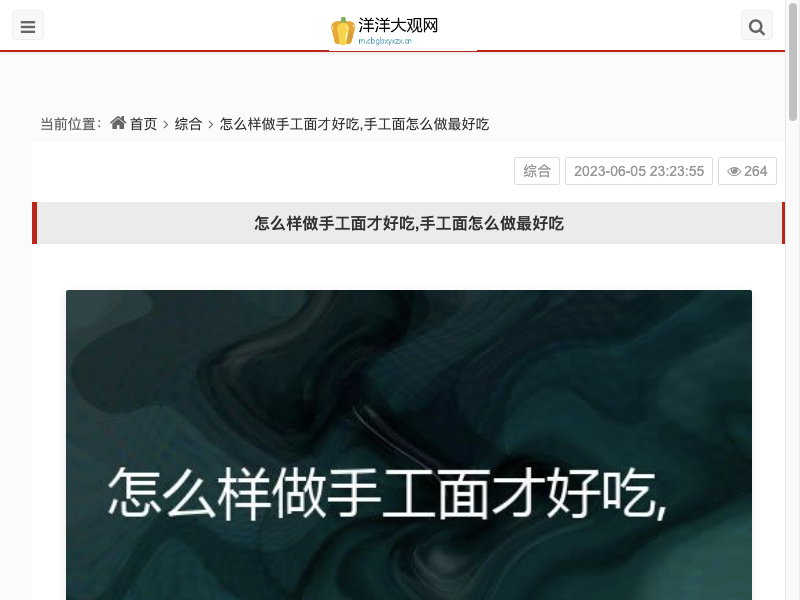 洋洋大观网
m.cbgbxyxzx.cn
当前位置: 首页 > 综合 > 怎么样做手工面才好吃,手工面怎么做最好吃
综合 2023-06-05 23:23:55 264
怎么样做手工面才好吃,手工面怎么做最好吃
怎么样做手工面才好吃,